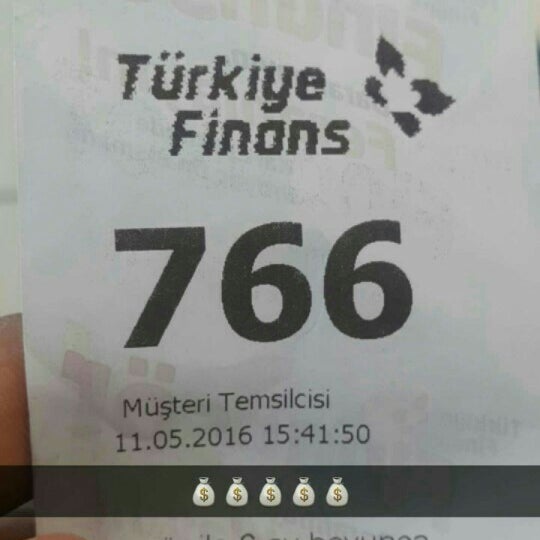 Türkiye
Finans
766
Müşteri Temsilcisi
11.05.2016 15:41:50